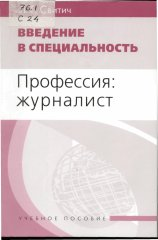 76.1
С 24
ВВЕДЕНИЕ
В СПЕЦИАЛЬНОСТЬ
Профессия:
журналист
УЧЕБНОЕ ПОСОБИЕ